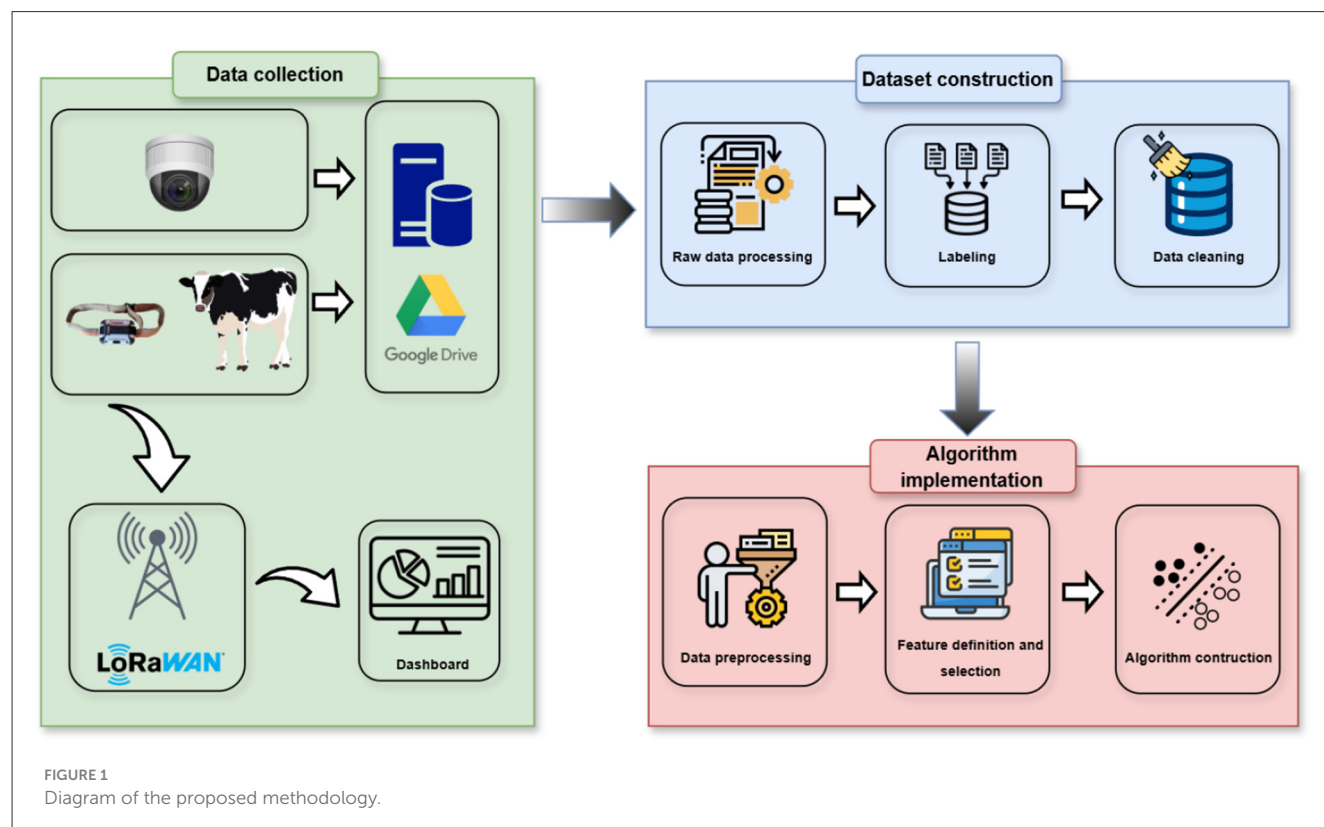 Data collection
Google Drive
LoRaWAN
Dashboard
Dataset construction
Raw data processing
Labeling
Data cleaning
Algorithm
implementation
Data preprocessing
Feature definition and
selection
Algorithm contruction
FIGURE 1
Diagram of the proposed methodology.